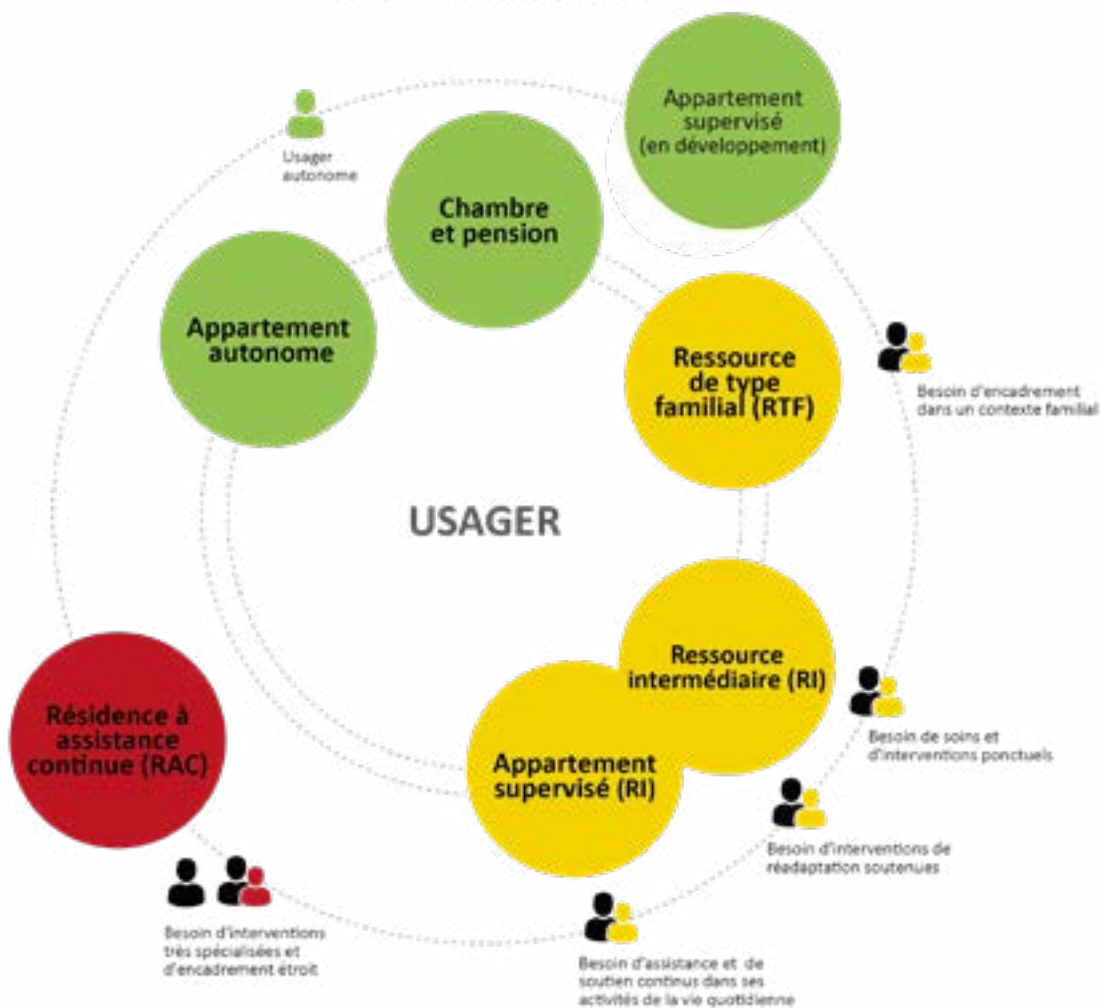 Appartement
supervisé
(en développement)
Usager
autonome
Chambre
et pension
Appartement
autonome
Ressource
de type
familial (RTF)
Besoin d'encadrement
dans un contexte familial
USAGER
Ressource
intermédiaire (RI)
Résidence à
assistance
continue (RAC)
Appartement
supervisé (RI)
Besoin de soins et
d'interventions ponctuels
Besoin d'interventions de
réadaptation soutenues
Besoin d'interventions
très spécialisées et
d'encadrement étroit
Besoin d'assistance et de
soutien continus dans ses
activités de la vie quotidienne